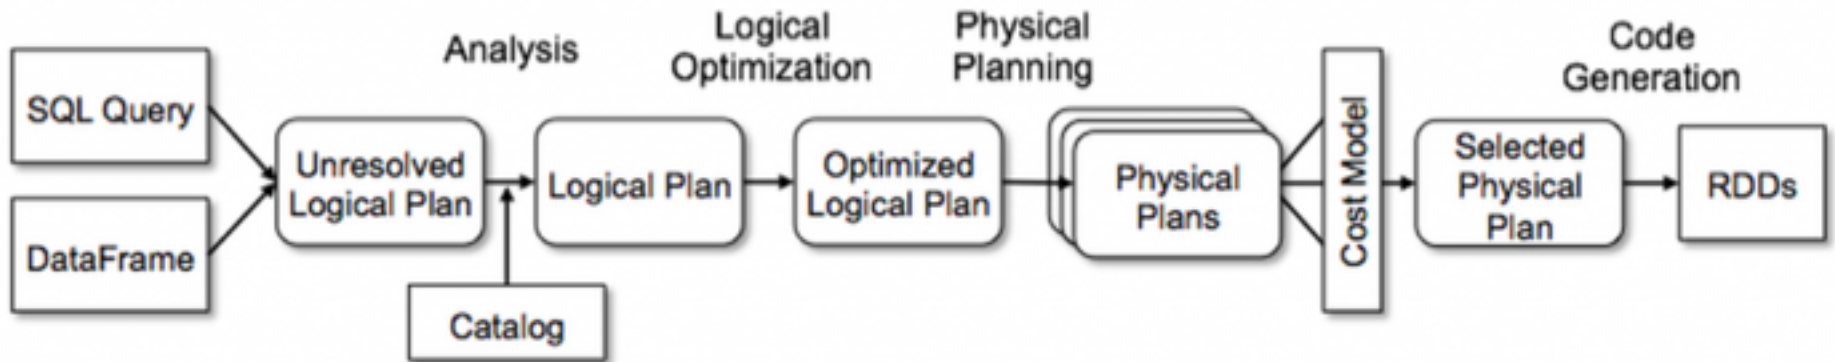 SQL Query
DataFrame
Analysis
Unresolved
Logical Plan
Catalog
Logical Plan
Logical
Optimization
Optimized
Logical Plan
Physical
Planning
Physical
Plans
Cost Model
Selected
Physical
Plan
Code
Generation
RDDs